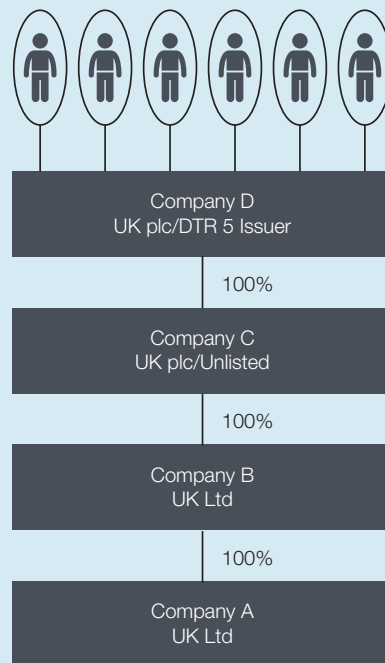 Company D
UK plc/DTR 5 Issuer
100%
Company C
UK plc/Unlisted
100%
Company B
UK Ltd
100%
Company A
UK Ltd